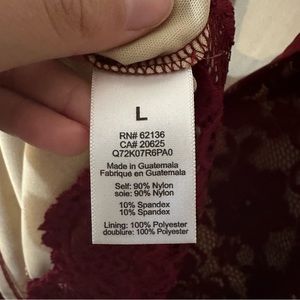 L
RN# 62136
CA# 20625
Q72K07R6PA0
Made in Guatemala
Fabrique en Guatemala
Self: 90% Nylon
soie: 90% Nylon
10% Spandex
10% Spandex
Lining: 100% Polyester
doublure: 100% Polyester